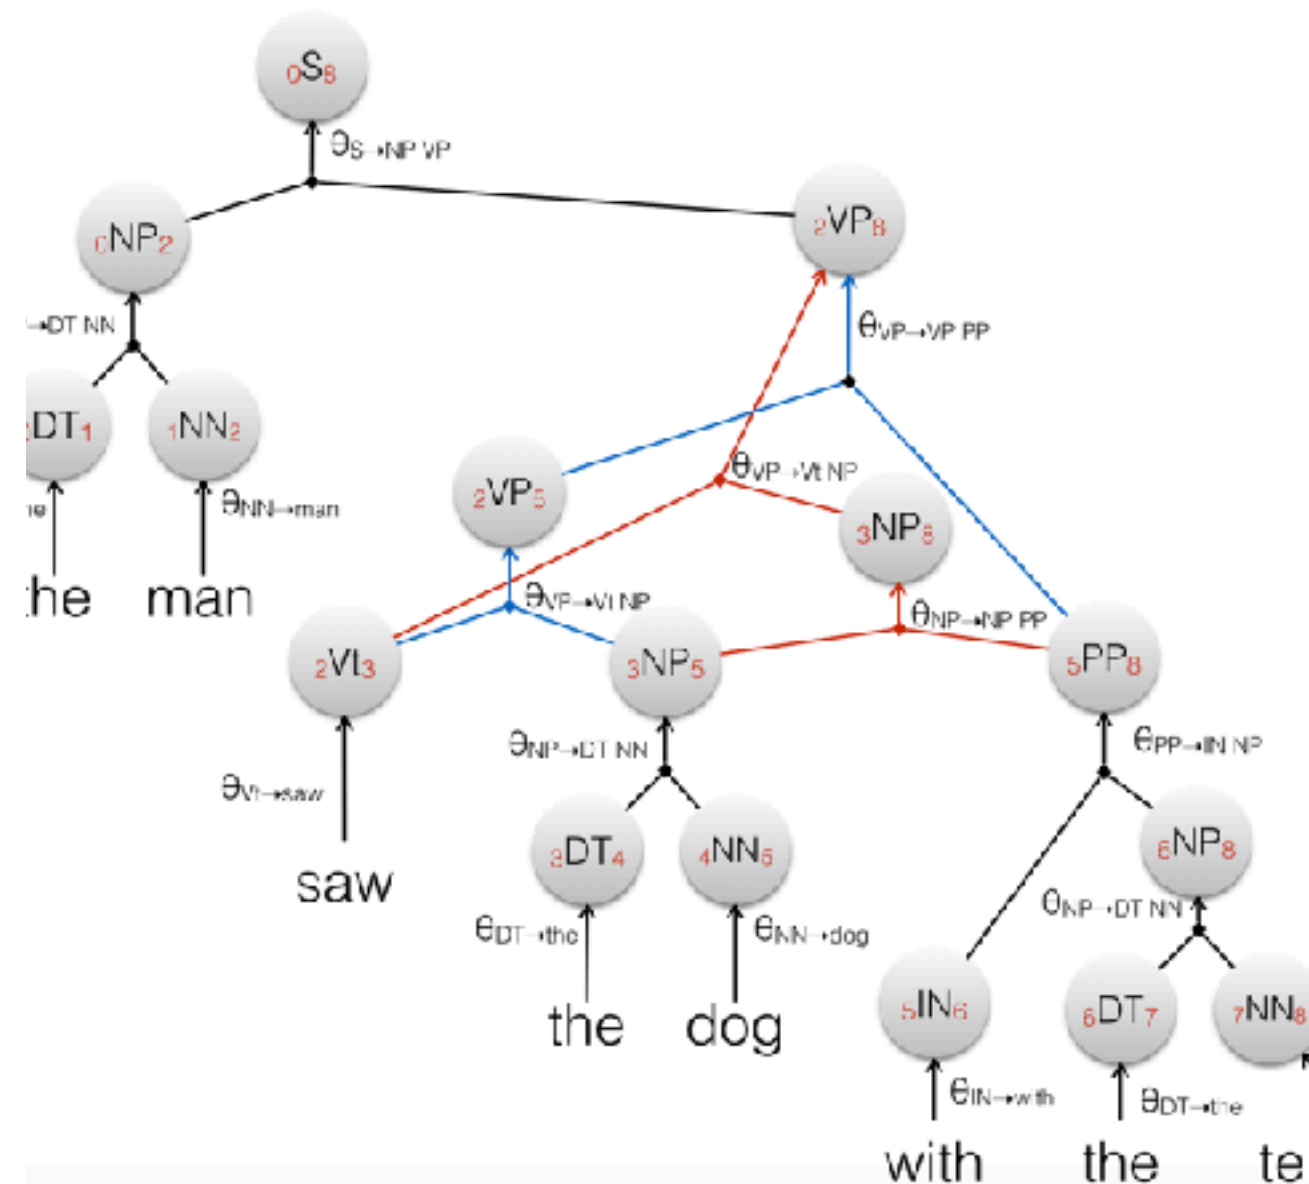 0S8
θS→NP VP
0NP2
2VP8
→DT NN
θVP→VP PP
DT1
1NN2
2VP5
θVP→Vt NP
3NP8
θNN→man
the man
θVP→Vt NP
θNP→NP PP
2Vt3
3NP5
5PP8
θNP→DT NN
θPP→IN NP
θVt→saw
3DT4
4NN5
6NP8
saw
θNP→DT NN
θDT→the
θNN→dog
5IN6
6DT7
7NN8
the dog
θIN→with
θDT→the
with the te